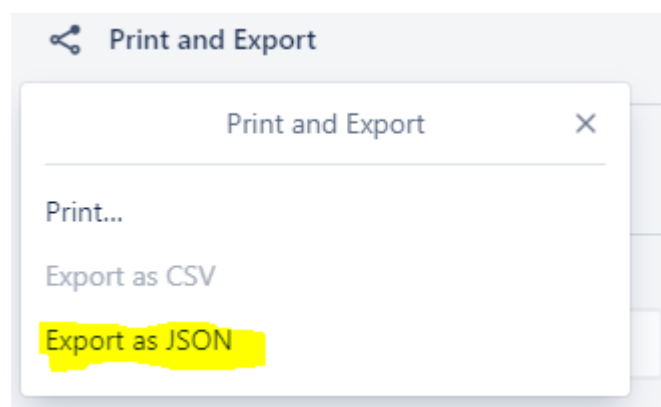 Print and Export
Print and Export
Print...
Export as CSV
Export as JSON